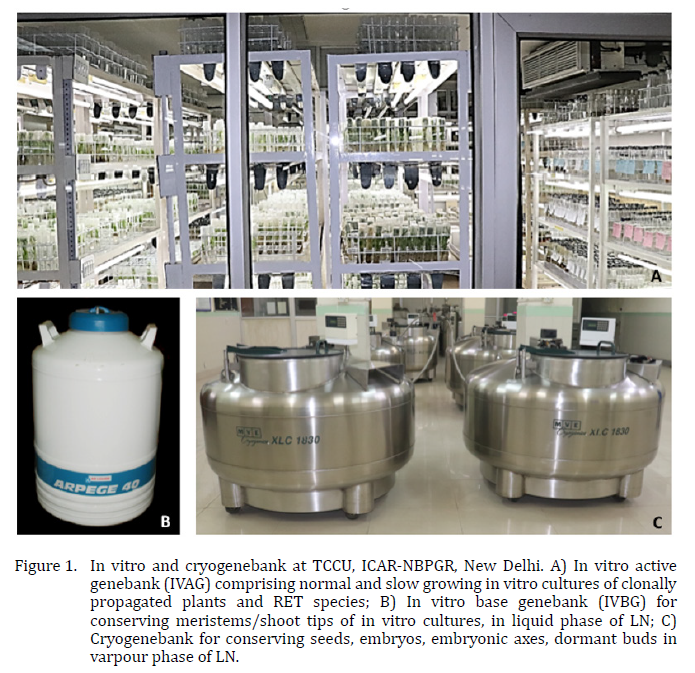 A
ARPEGE 40
B
MVE
XLC 1830
MVE
XLC 1830
C
Figure 1. In vitro and cryogenebank at TCCU, ICAR-NBPGR, New Delhi. A) In vitro active
genebank (IVAG) comprising normal and slow growing in vitro cultures of clonally
propagated plants and RET species; B) In vitro base genebank (IVBG) for
conserving meristems/shoot tips of in vitro cultures, in liquid phase of LN; C)
Cryogenebank for conserving seeds, embryos, embryonic axes, dormant buds in
varpour phase of LN.